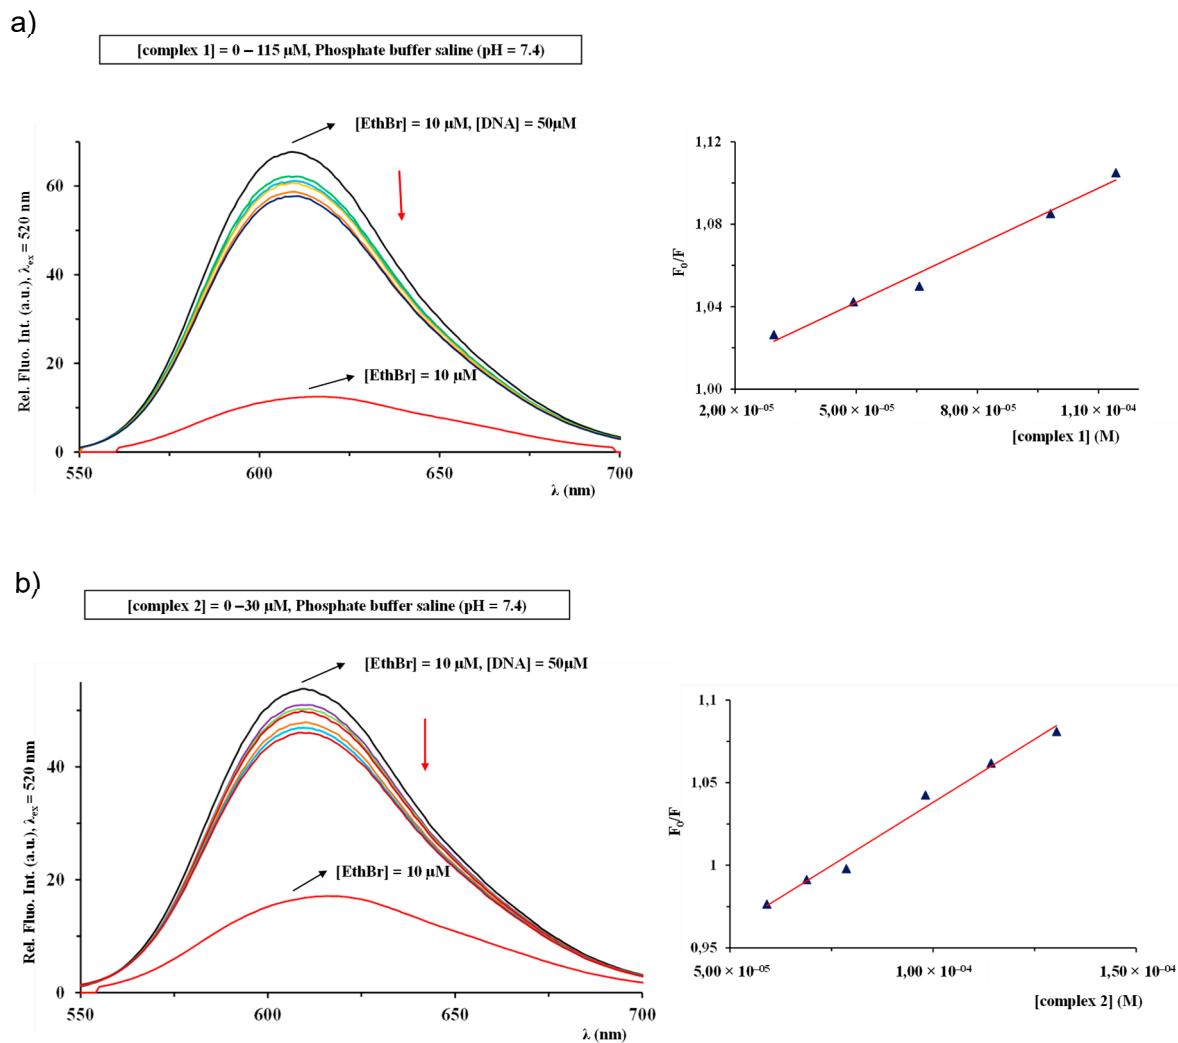 a)
[complex 1] = 0 – 115 μM, Phosphate buffer saline (pH = 7.4)
[EthBr] = 10 μM, [DNA] = 50μM
Rel. Fluo. Int. (a.u.), λex = 520 nm
60
40
20
0
[EthBr] = 10 μM
550
600
650
700
λ (nm)
F0/F
1,12
1,08
1,04
1,00
2,00 × 10⁻⁰⁵
5,00 × 10⁻⁰⁵
8,00 × 10⁻⁰⁵
1,10 × 10⁻⁰⁴
[complex 1] (M)
b)
[complex 2] = 0 –30 μM, Phosphate buffer saline (pH = 7.4)
[EthBr] = 10 μM, [DNA] = 50μM
Rel. Fluo. Int. (a.u.), λex = 520 nm
40
20
0
[EthBr] = 10 μM
550
600
650
700
λ (nm)
F0/F
1,1
1,05
1
0,95
5,00 × 10⁻⁰⁵
1,00 × 10⁻⁰⁴
1,50 × 10⁻⁰⁴
[complex 2] (M)